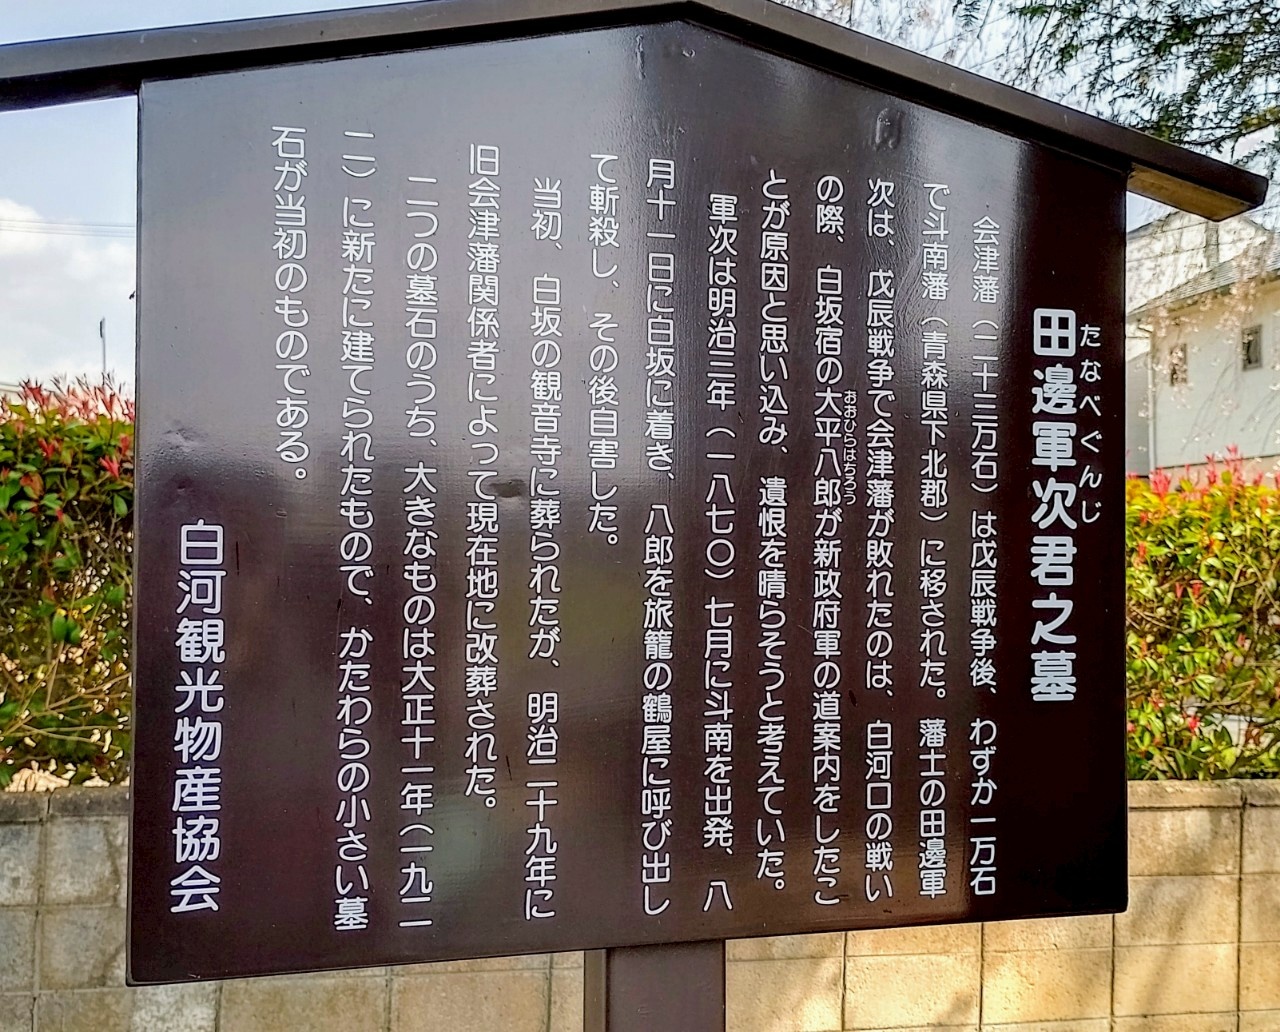 田邊軍次君之墓
たなべぐんじ
会津藩（二十三万石）は戊辰戦争後、わずか一万石
で斗南藩（青森県下北郡）に移された。藩士の田邊軍
次は、戊辰戦争で会津藩が敗れたのは、白河口の戦い
の際、白坂宿の大平八郎が新政府軍の道案内をしたこ
おおひらはちろう
とが原因と思い込み、遺恨を晴らそうと考えていた。
軍次は明治三年（一八七〇）七月に斗南を出発、八
月十一日に白坂に着き、八郎を旅籠の鶴屋に呼び出し
て斬殺し、その後自害した。
当初、白坂の観音寺に葬られたが、明治二十九年に
旧会津藩関係者によって現在地に改葬された。
二つの墓石のうち、大きなものは大正十一年（一九二
二）に新たに建てられたもので、かたわらの小さい墓
石が当初のものである。
白河観光物産協会